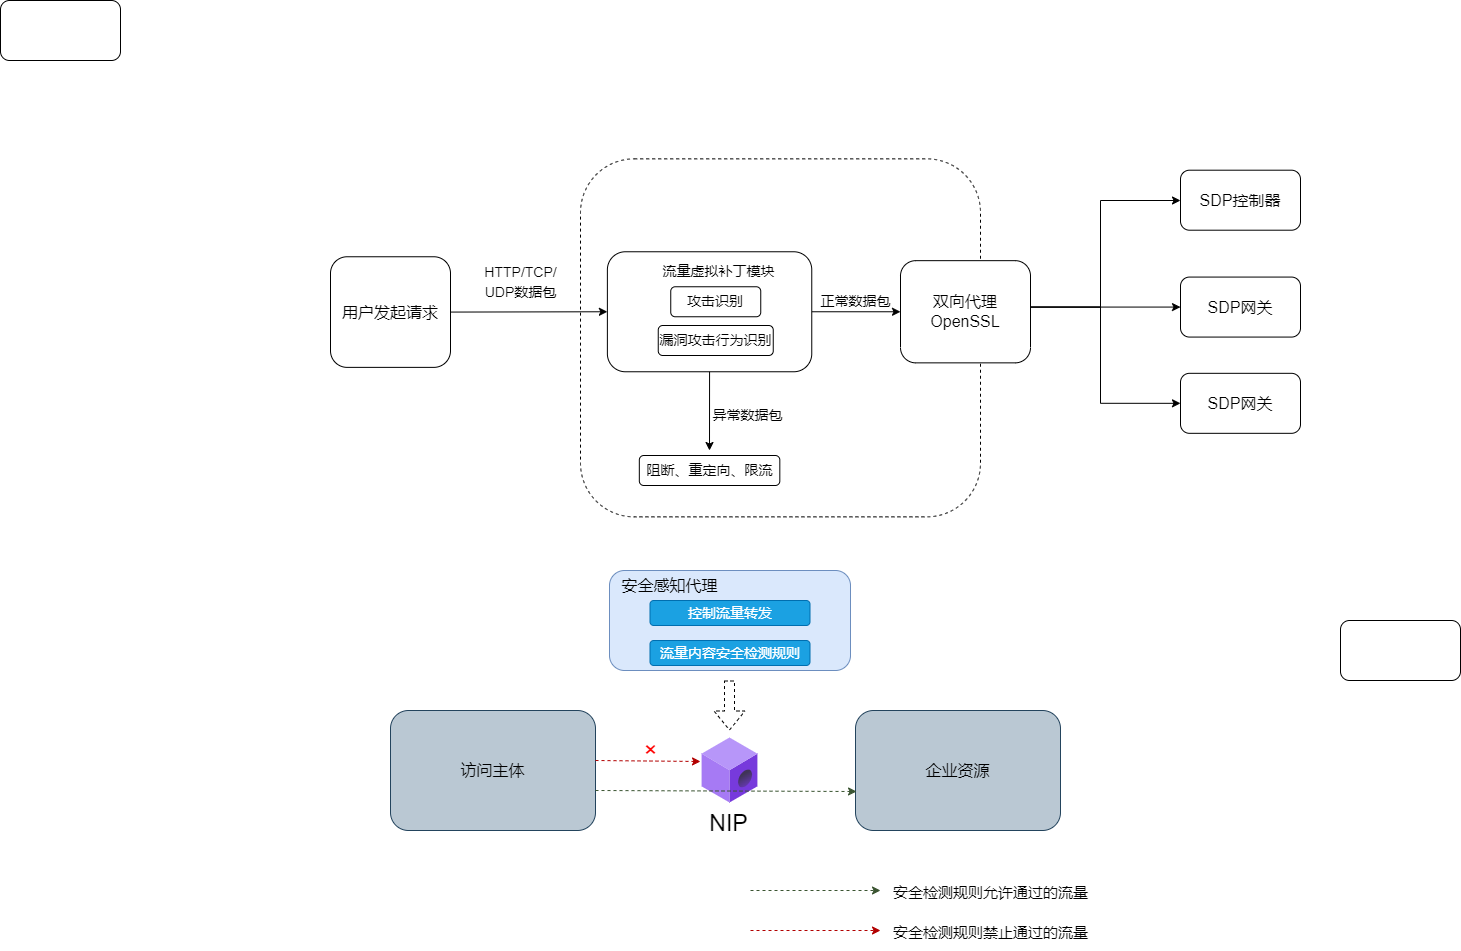 SDP控制器
HTTP/TCP/
UDP数据包
流量虚拟补丁模块
攻击识别
正常数据包
双向代理
OpenSSL
SDP网关
用户发起请求
漏洞攻击行为识别
SDP网关
异常数据包
阻断、重定向、限流
安全感知代理
控制流量转发
流量内容安全检测规则
×
访问主体
企业资源
NIP
安全检测规则允许通过的流量
安全检测规则禁止通过的流量